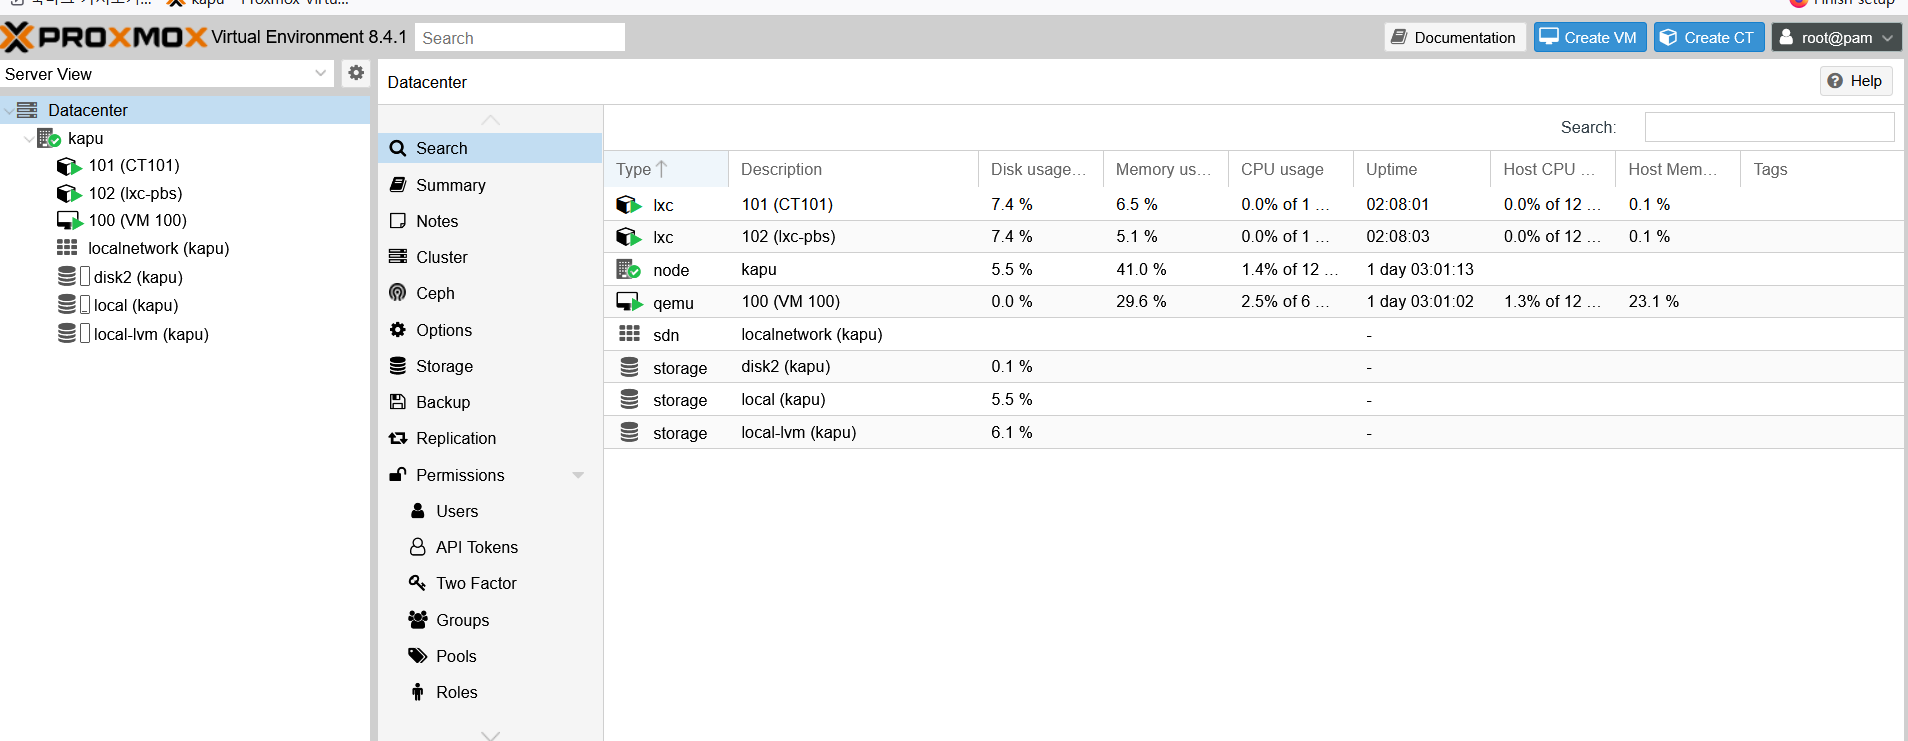 kapu - Proxmox Virtu...
Finish setup
PROXMOX Virtual Environment 8.4.1
Search
Documentation
Create VM
Create CT
root@pam
Server View
Datacenter
kapu
101 (CT101)
102 (lxc-pbs)
100 (VM 100)
localnetwork (kapu)
disk2 (kapu)
local (kapu)
local-lvm (kapu)
Datacenter
Help
Search
Summary
Notes
Cluster
Ceph
Options
Storage
Backup
Replication
Permissions
Users
API Tokens
Two Factor
Groups
Pools
Roles
Search:
Type Description Disk usage... Memory us... CPU usage Uptime Host CPU ... Host Mem... Tags
lxc 101 (CT101) 7.4 % 6.5 % 0.0% of 1 ... 02:08:01 0.0% of 12 ... 0.1 %
lxc 102 (lxc-pbs) 7.4 % 5.1 % 0.0% of 1 ... 02:08:03 0.0% of 12 ... 0.1 %
node kapu 5.5 % 41.0 % 1.4% of 12 ... 1 day 03:01:13
qemu 100 (VM 100) 0.0 % 29.6 % 2.5% of 6 ... 1 day 03:01:02 1.3% of 12 ... 23.1 %
sdn localnetwork (kapu) -
storage disk2 (kapu) 0.1 % -
storage local (kapu) 5.5 % -
storage local-lvm (kapu) 6.1 % -